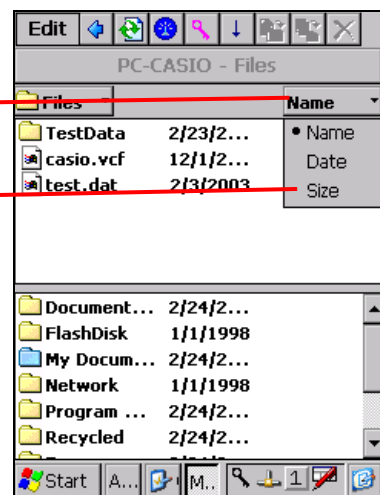 Edit
PC-CASIO - Files
Files Name
TestData 2/23/2...
casio.vcf 12/1/2...
test.dat 2/3/2003
Name
Date
Size
Document... 2/24/2...
FlashDisk 1/1/1998
My Docum... 2/24/2...
Network 1/1/1998
Program ... 2/24/2...
Recycled 2/24/2...
Start A... M.. 1